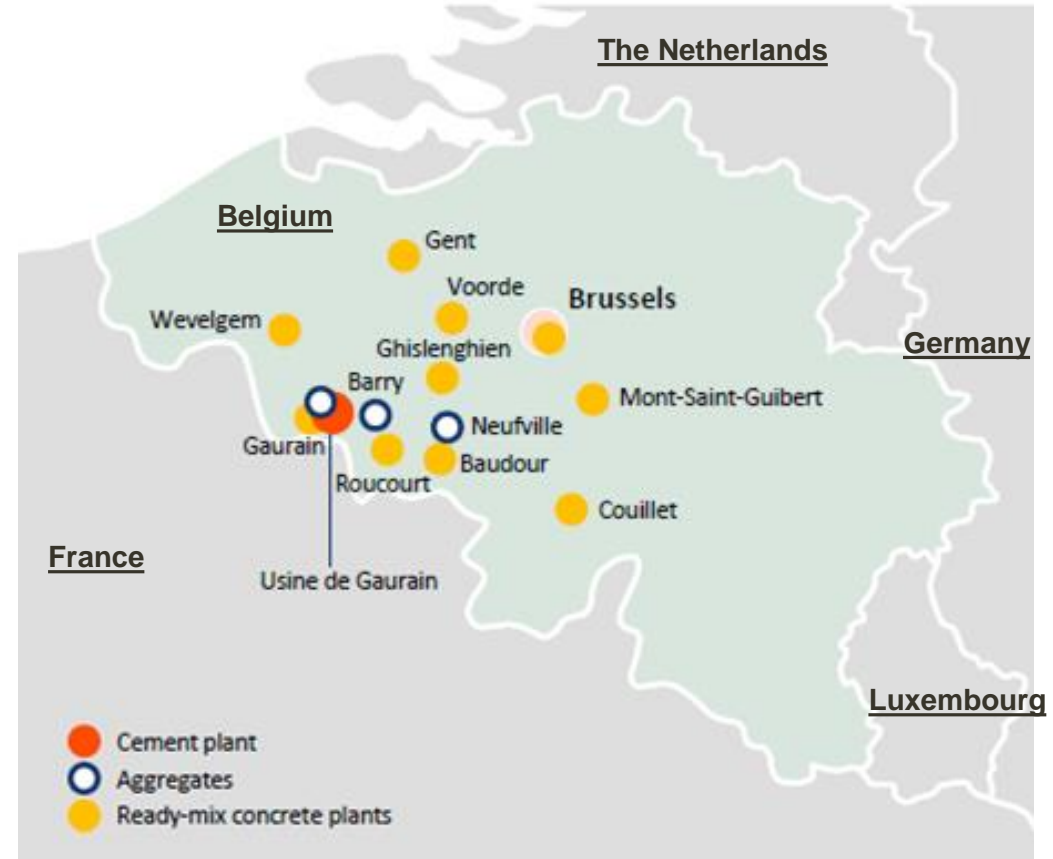 The Netherlands
Belgium
Gent
Voorde
Brussels
Wevelgem
Ghislenghien
Germany
Barry
Mont-Saint-Guibert
Neufville
Gaurain
Baudour
Roucourt
Couillet
France
Usine de Gaurain
Luxembourg
Cement plant
Aggregates
Ready-mix concrete plants